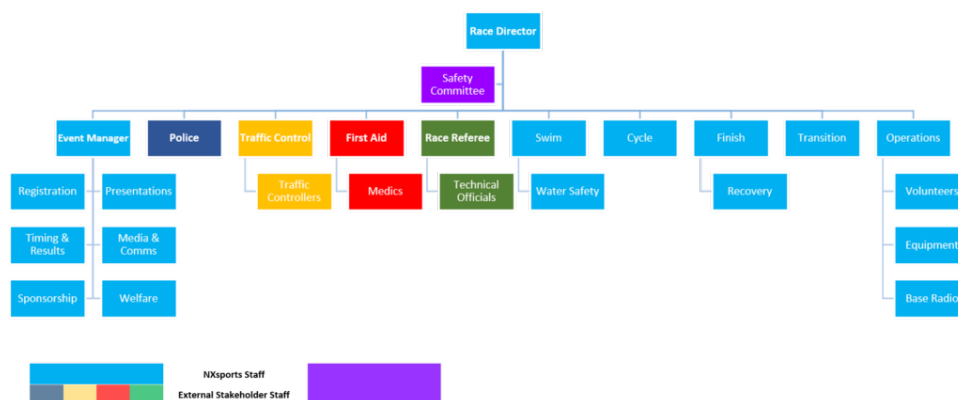 Race Director
Safety
Committee
Event Manager
Police
Traffic Control
First Aid
Race Referee
Swim
Cycle
Finish
Transition
Operations
Registration
Presentations
Traffic
Controllers
Medics
Technical
Officials
Water Safety
Recovery
Volunteers
Timing &
Results
Media &
Comms
Equipment
Sponsorship
Welfare
Base Radio
NXsports Staff
External Stakeholder Staff